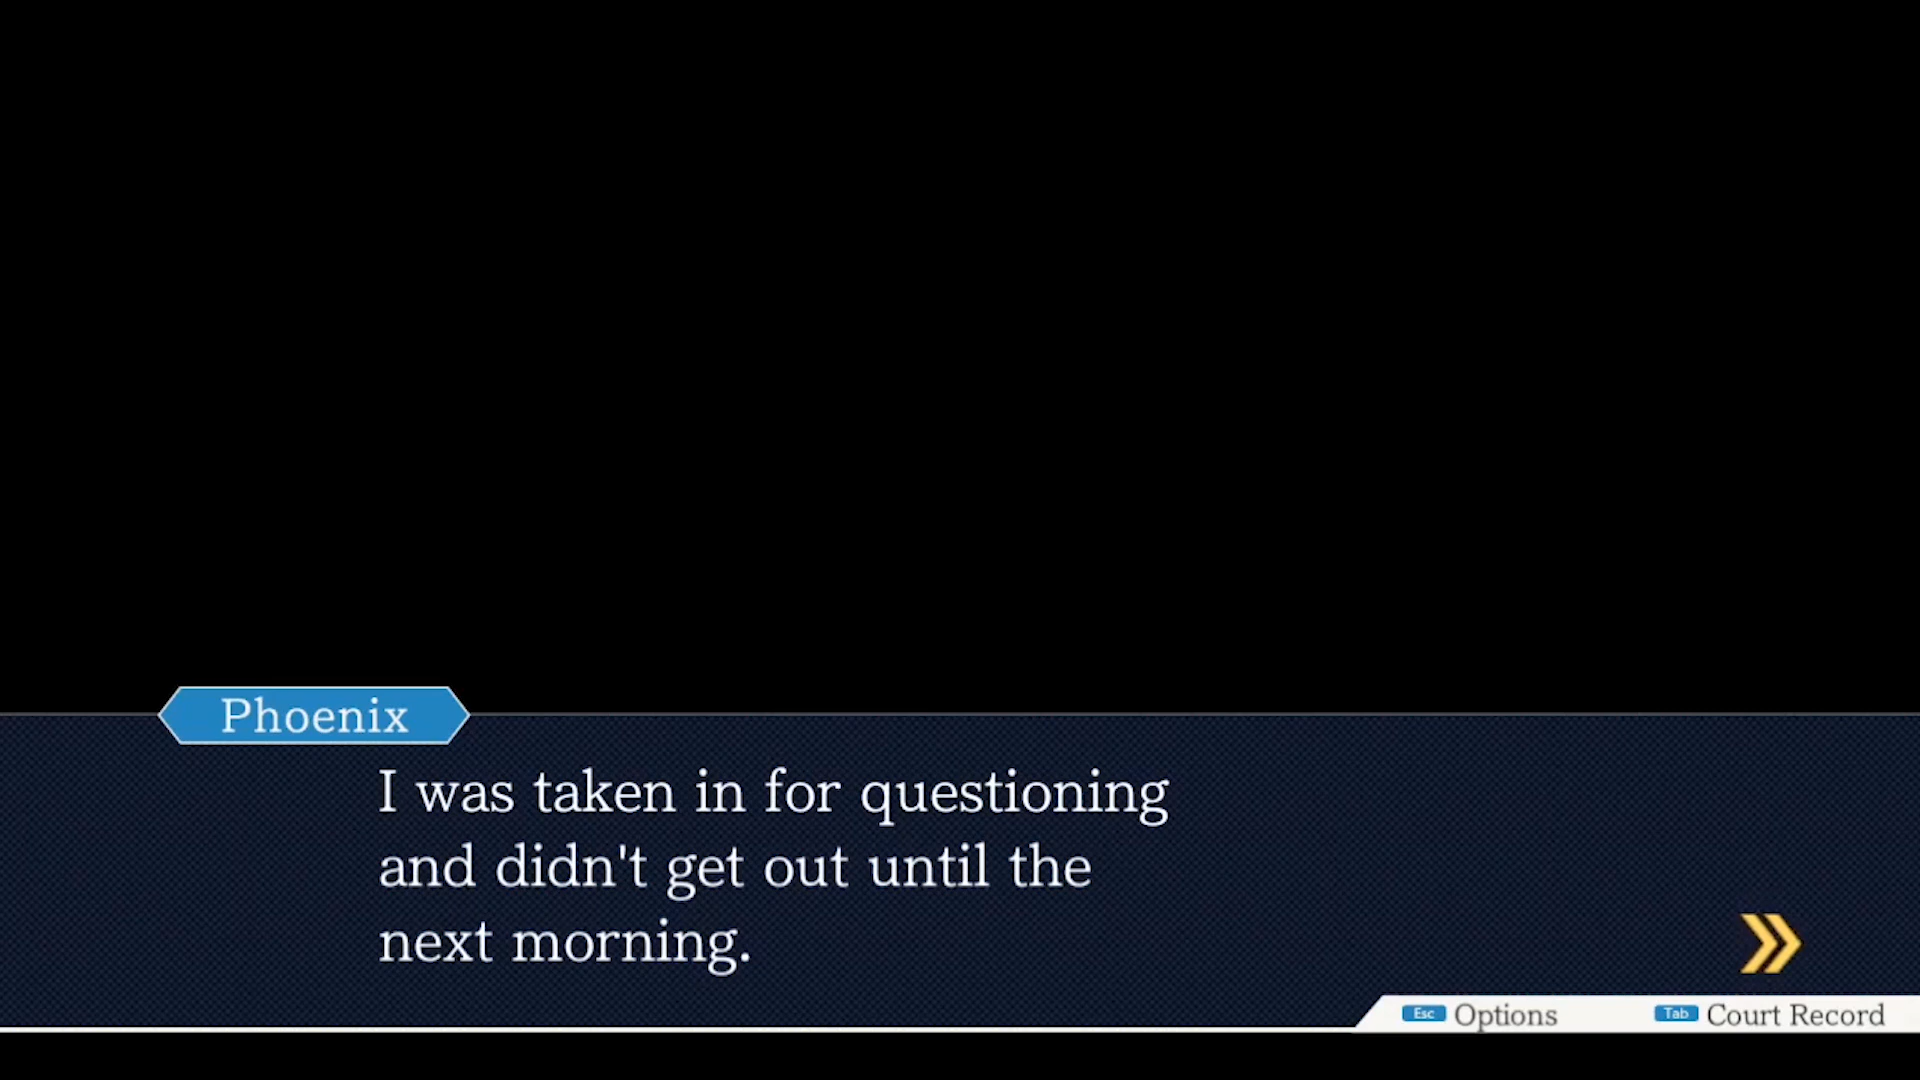 Phoenix
I was taken in for questioning
and didn't get out until the
next morning.
Esc Options Tab Court Record